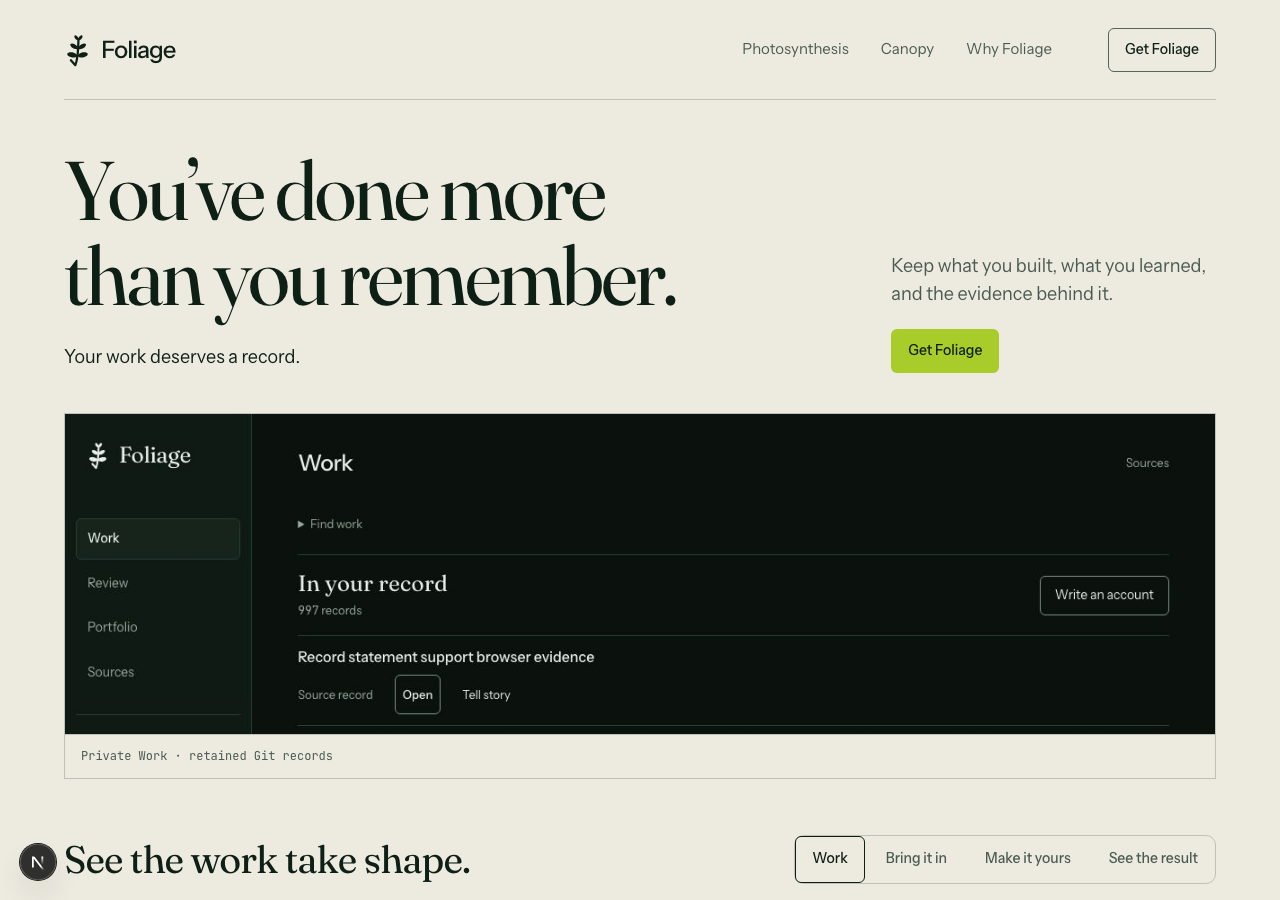 Foliage
Photosynthesis
Canopy
Why Foliage
Get Foliage
You’ve done more
than you remember.
Your work deserves a record.
Keep what you built, what you learned,
and the evidence behind it.
Get Foliage
Foliage
Work
Review
Portfolio
Sources
Work
Sources
Find work
In your record
997 records
Write an account
Record statement support browser evidence
Source record
Open
Tell story
Private Work · retained Git records
N
See the work take shape.
Work
Bring it in
Make it yours
See the result